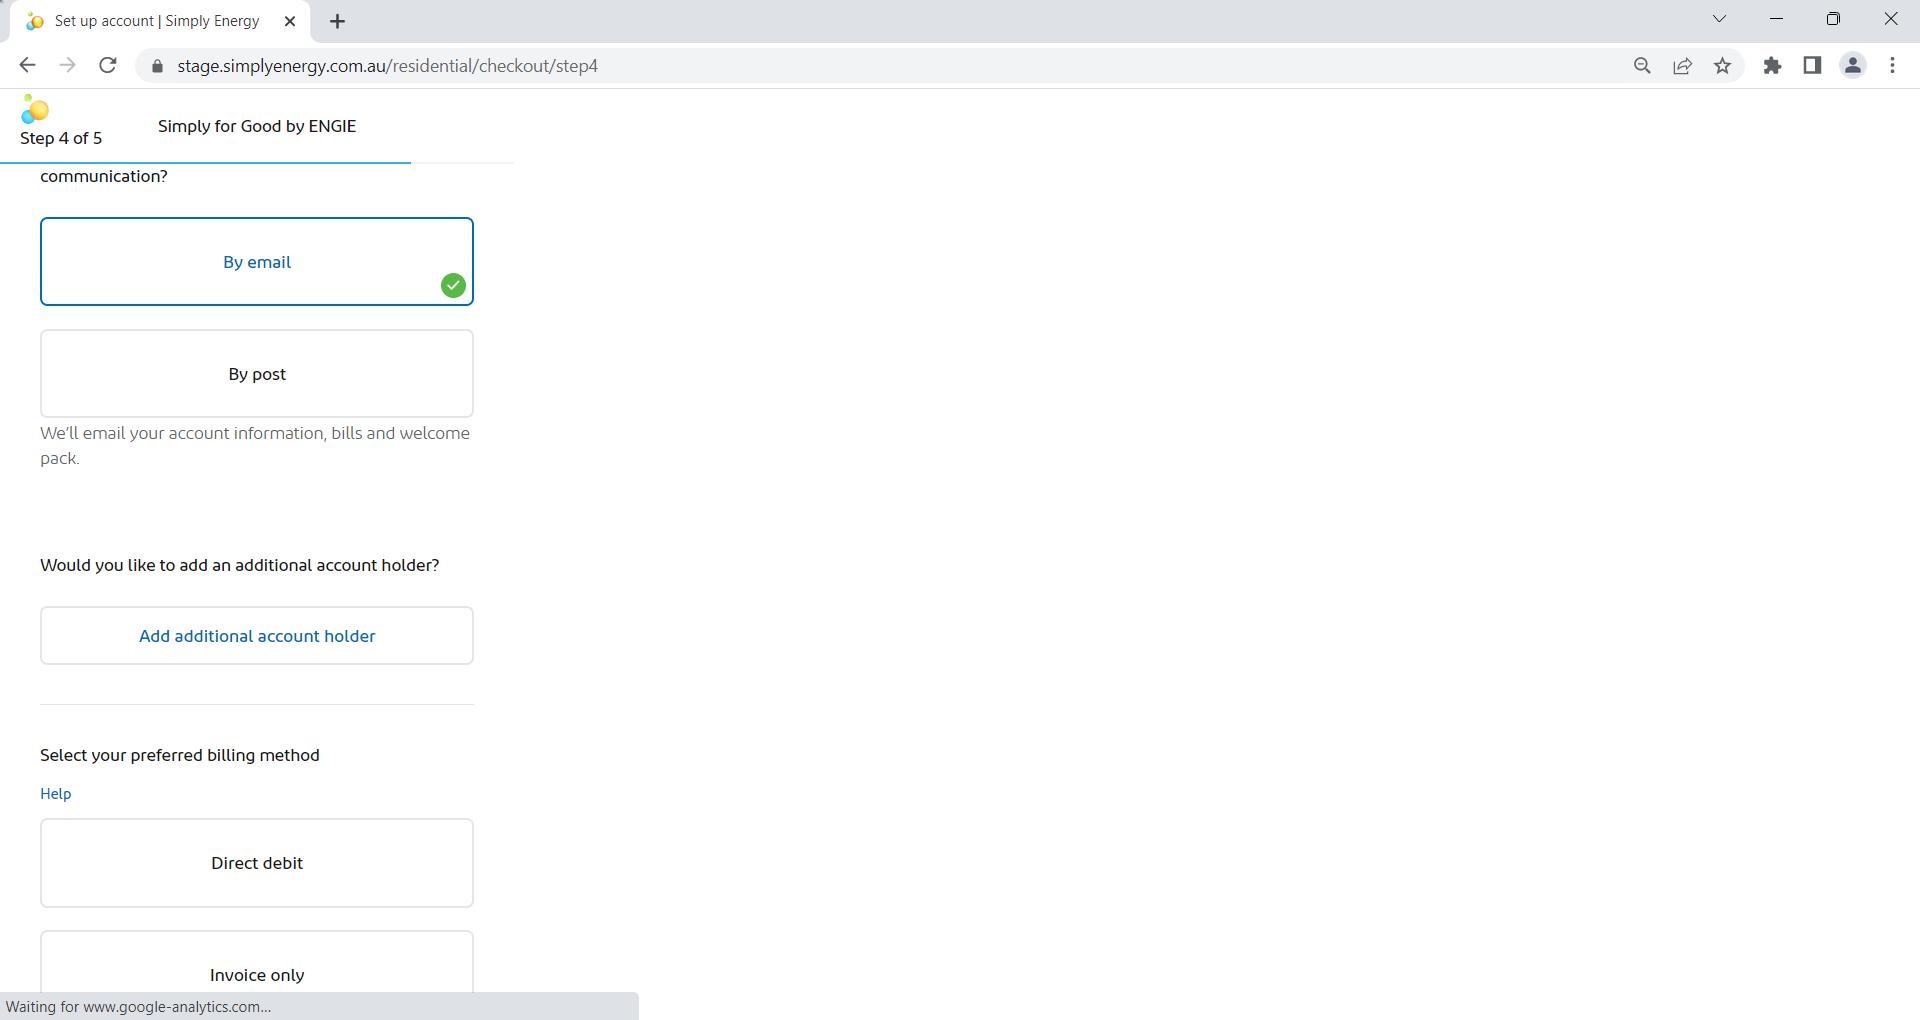 Set up account | Simply Energy
stage.simplyenergy.com.au/residential/checkout/step4
Step 4 of 5
Simply for Good by ENGIE
communication?
By email
By post
We'll email your account information, bills and welcome
pack.
Would you like to add an additional account holder?
Add additional account holder
Select your preferred billing method
Help
Direct debit
Invoice only
Waiting for www.google-analytics.com...